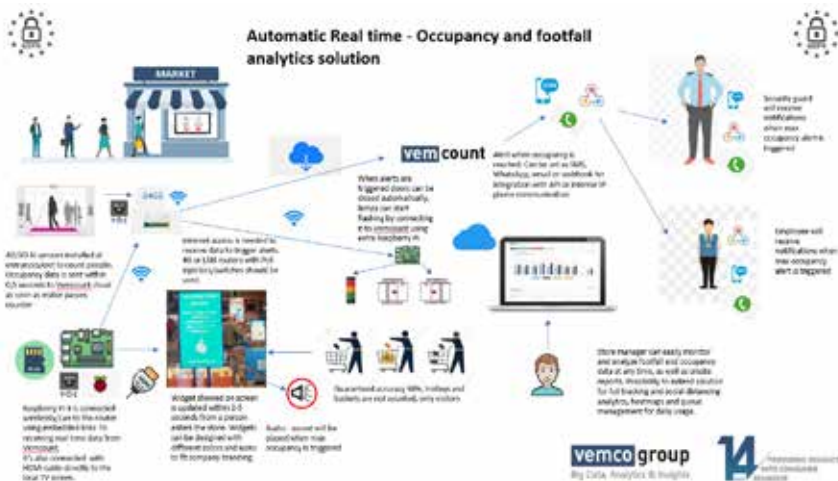 Automatic Real time - Occupancy and footfall
analytics solution
MARKET
vemcount
Security guard
will receive
notifications
when max
occupancy alert is
triggered
Alert when occupancy is
reached. Can be set as SMS,
WhatsApp, email or webhook for
integration with API or internal IP
phone communication
When alerts are
triggered doors can be
closed automatically,
lamps can start
flashing by connecting
it to Vemcount using
extra Raspberry Pi
Internet access is needed to
receive data to trigger alerts.
4G or LAN routers with PoE
injectors/switches should be
used.
sensors installed at
to count people.
Occupancy data is sent within
seconds to Vemcount cloud
as soon as visitor passes
counter
Employee will
receive
notifications when
max occupancy
alert is triggered
Store manager can easily monitor
and analyze footfall and occupancy
data at any time, as well as create
reports. Possibility to extend solution
for full tracking and social distancing
analytics, heatmaps and queue
management for daily usage.
Guaranteed accuracy 98%, trolleys and
baskets are not counted, only visitors
Widget showed on screen
is updated within 2-5
seconds from a person
enters the store. Widgets
can be designed with
different colors and icons
to fit company branding
Audio - sound will be
played when max
occupancy is triggered
Raspberry Pi is connected
to the router
using embedded links to
receiving real time data from
Vemcount.
It's also connected with
HDMI cable directly to the
local TV screen.
vemcogroup
Big Data, Analytics & Insights
14